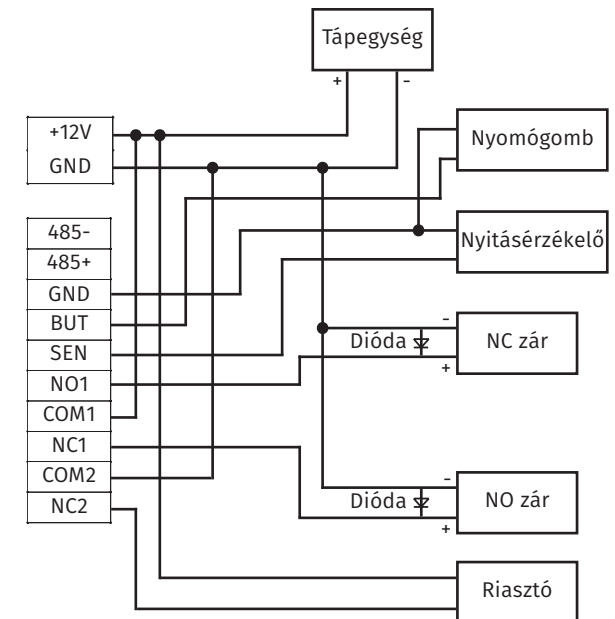 Tápegység
+ -
+12V
GND
Nyomógomb
485-
485+
GND
BUT
SEN
NO1
COM1
NC1
COM2
NC2
Nyitásérzékelő
-
Dióda
+
NC zár
-
Dióda
+
NO zár
Riasztó